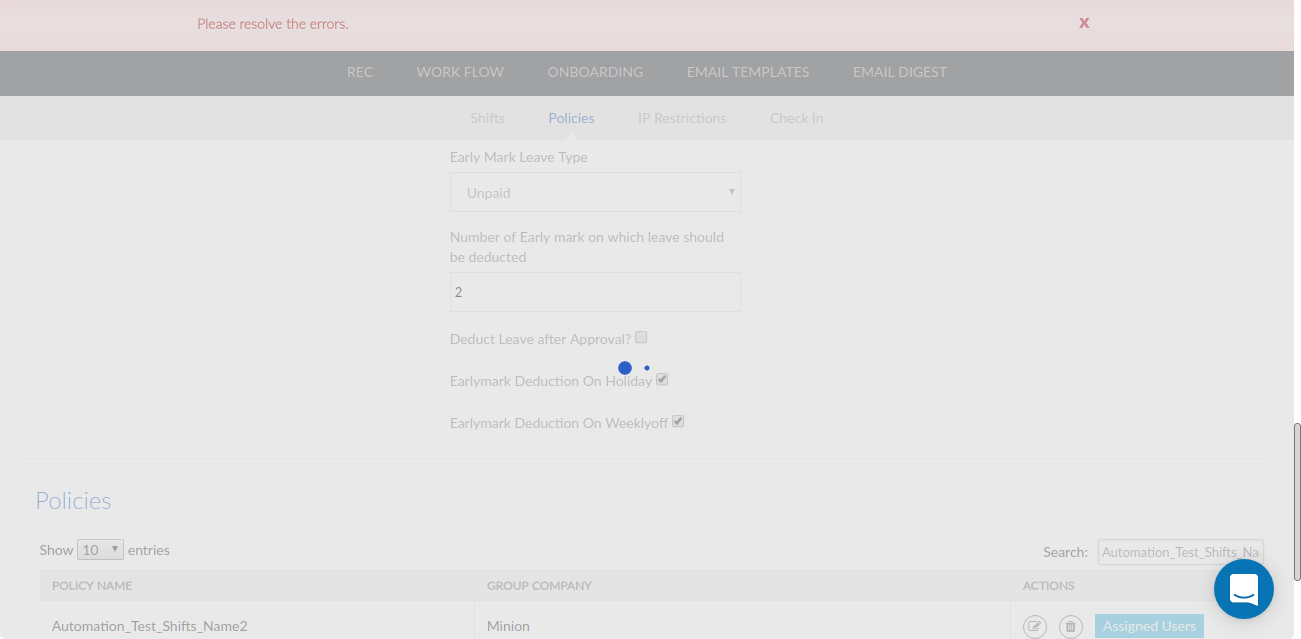 Please resolve the errors.
X
REC WORK FLOW ONBOARDING EMAIL TEMPLATES EMAIL DIGEST
Shifts Policies IP Restrictions Check In
Early Mark Leave Type
Unpaid
Number of Early mark on which leave should
be deducted
2
Deduct Leave after Approval?
Earlymark Deduction On Holiday
Earlymark Deduction On Weeklyoff
Policies
Show 10 entries
Search: Automation_Test_Shifts_Na
POLICY NAME GROUP COMPANY ACTIONS
Automation_Test_Shifts_Name2 Minion Assigned Users